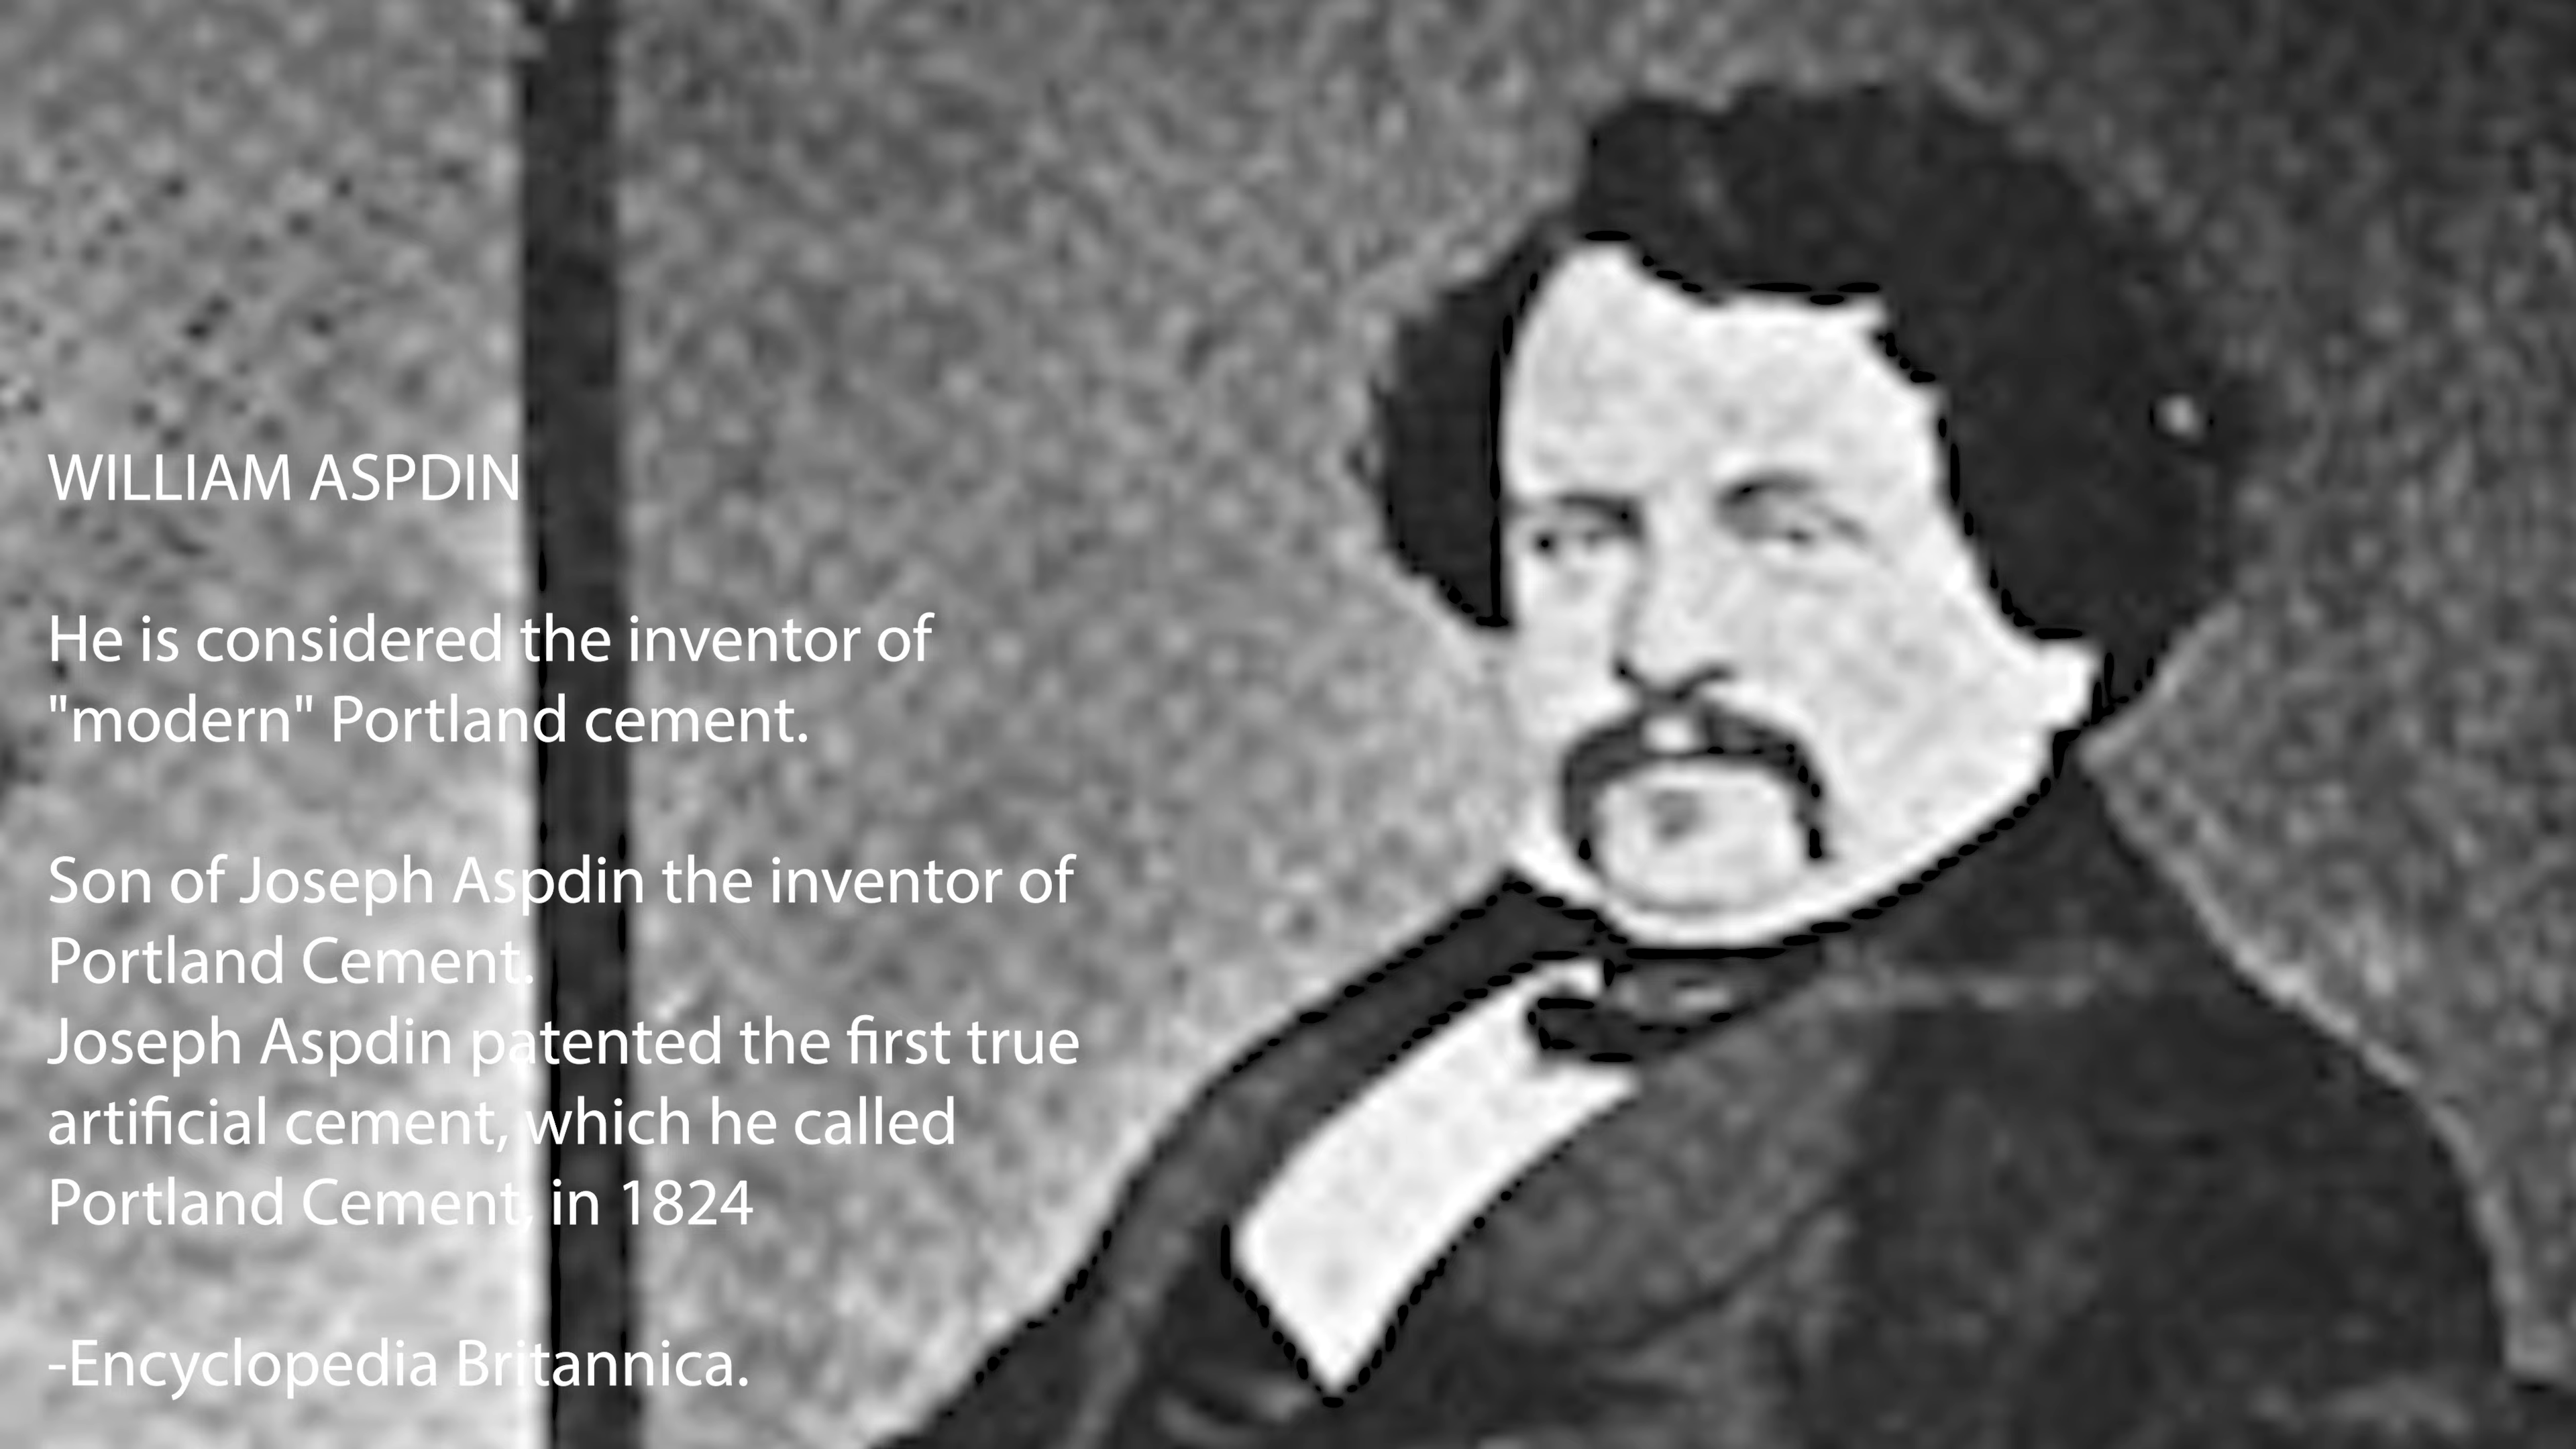 WILLIAM ASPDIN
He is considered the inventor of
"modern" Portland cement.
Son of Joseph Aspdin the inventor of
Portland Cement.
Joseph Aspdin patented the first true
artificial cement, which he called
Portland Cement, in 1824
-Encyclopedia Britannica.